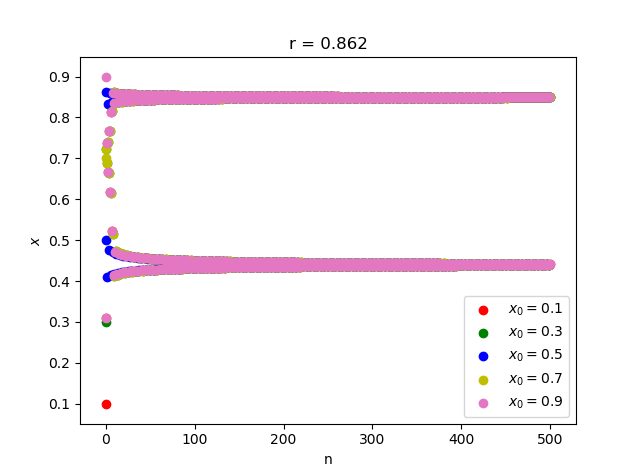 r = 0.862
0.9
0.8
0.7
0.6
0.5
0.4
0.3
0.2
0.1
x
0
100
200
300
400
500
n
x₀ = 0.1
x₀ = 0.3
x₀ = 0.5
x₀ = 0.7
x₀ = 0.9